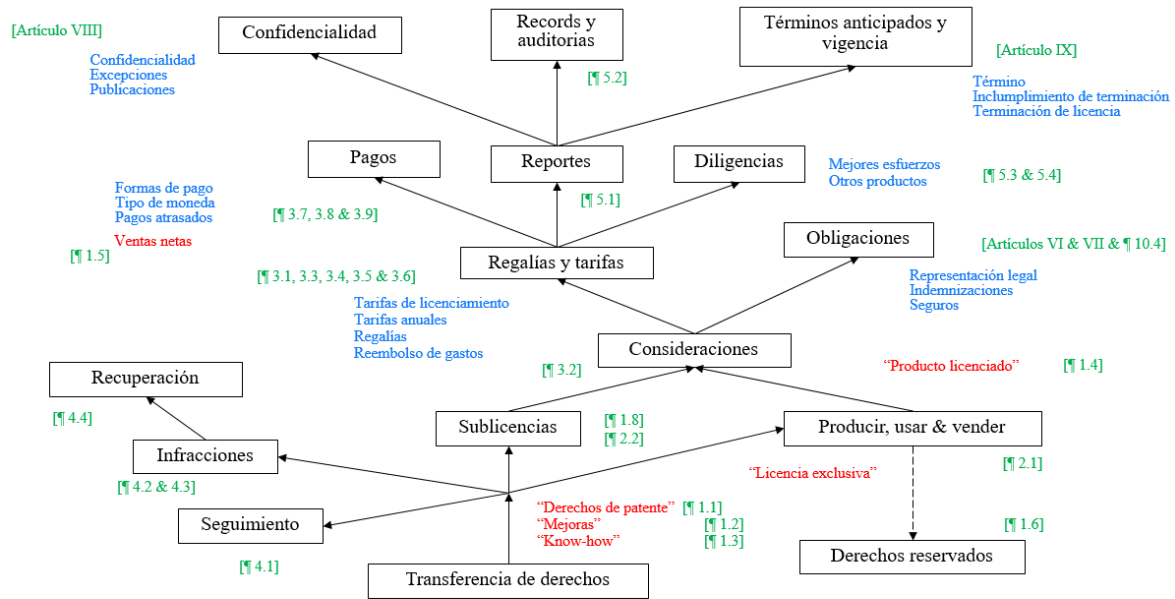 [Artículo VIII]
Confidencialidad
Records y
auditorias
Términos anticipados y
vigencia
[Artículo IX]
Confidencialidad
Excepciones
Publicaciones
[¶ 5.2]
Término
Inclumplimiento de terminación
Terminación de licencia
Pagos
Reportes
Diligencias
Mejores esfuerzos
Otros productos
[¶ 5.3 & 5.4]
Formas de pago
Tipo de moneda
Pagos atrasados
Ventas netas
[¶ 1.5]
[¶ 3.7, 3.8 & 3.9]
[¶ 5.1]
Obligaciones
[Artículos VI & VII & ¶ 10.4]
Regalías y tarifas
[¶ 3.1, 3.3, 3.4, 3.5 & 3.6]
Representación legal
Indemnizaciones
Seguros
Tarifas de licenciamiento
Tarifas anuales
Regalías
Reembolso de gastos
Consideraciones
[¶ 3.2]
“Producto licenciado”
[¶ 1.4]
Recuperación
[¶ 4.4]
Sublicencias
[¶ 1.8]
[¶ 2.2]
Producir, usar & vender
[¶ 2.1]
Infracciones
[¶ 4.2 & 4.3]
“Licencia exclusiva”
Seguimiento
[¶ 4.1]
“Derechos de patente” [¶ 1.1]
“Mejoras” [¶ 1.2]
“Know-how” [¶ 1.3]
[¶ 1.6]
Derechos reservados
Transferencia de derechos